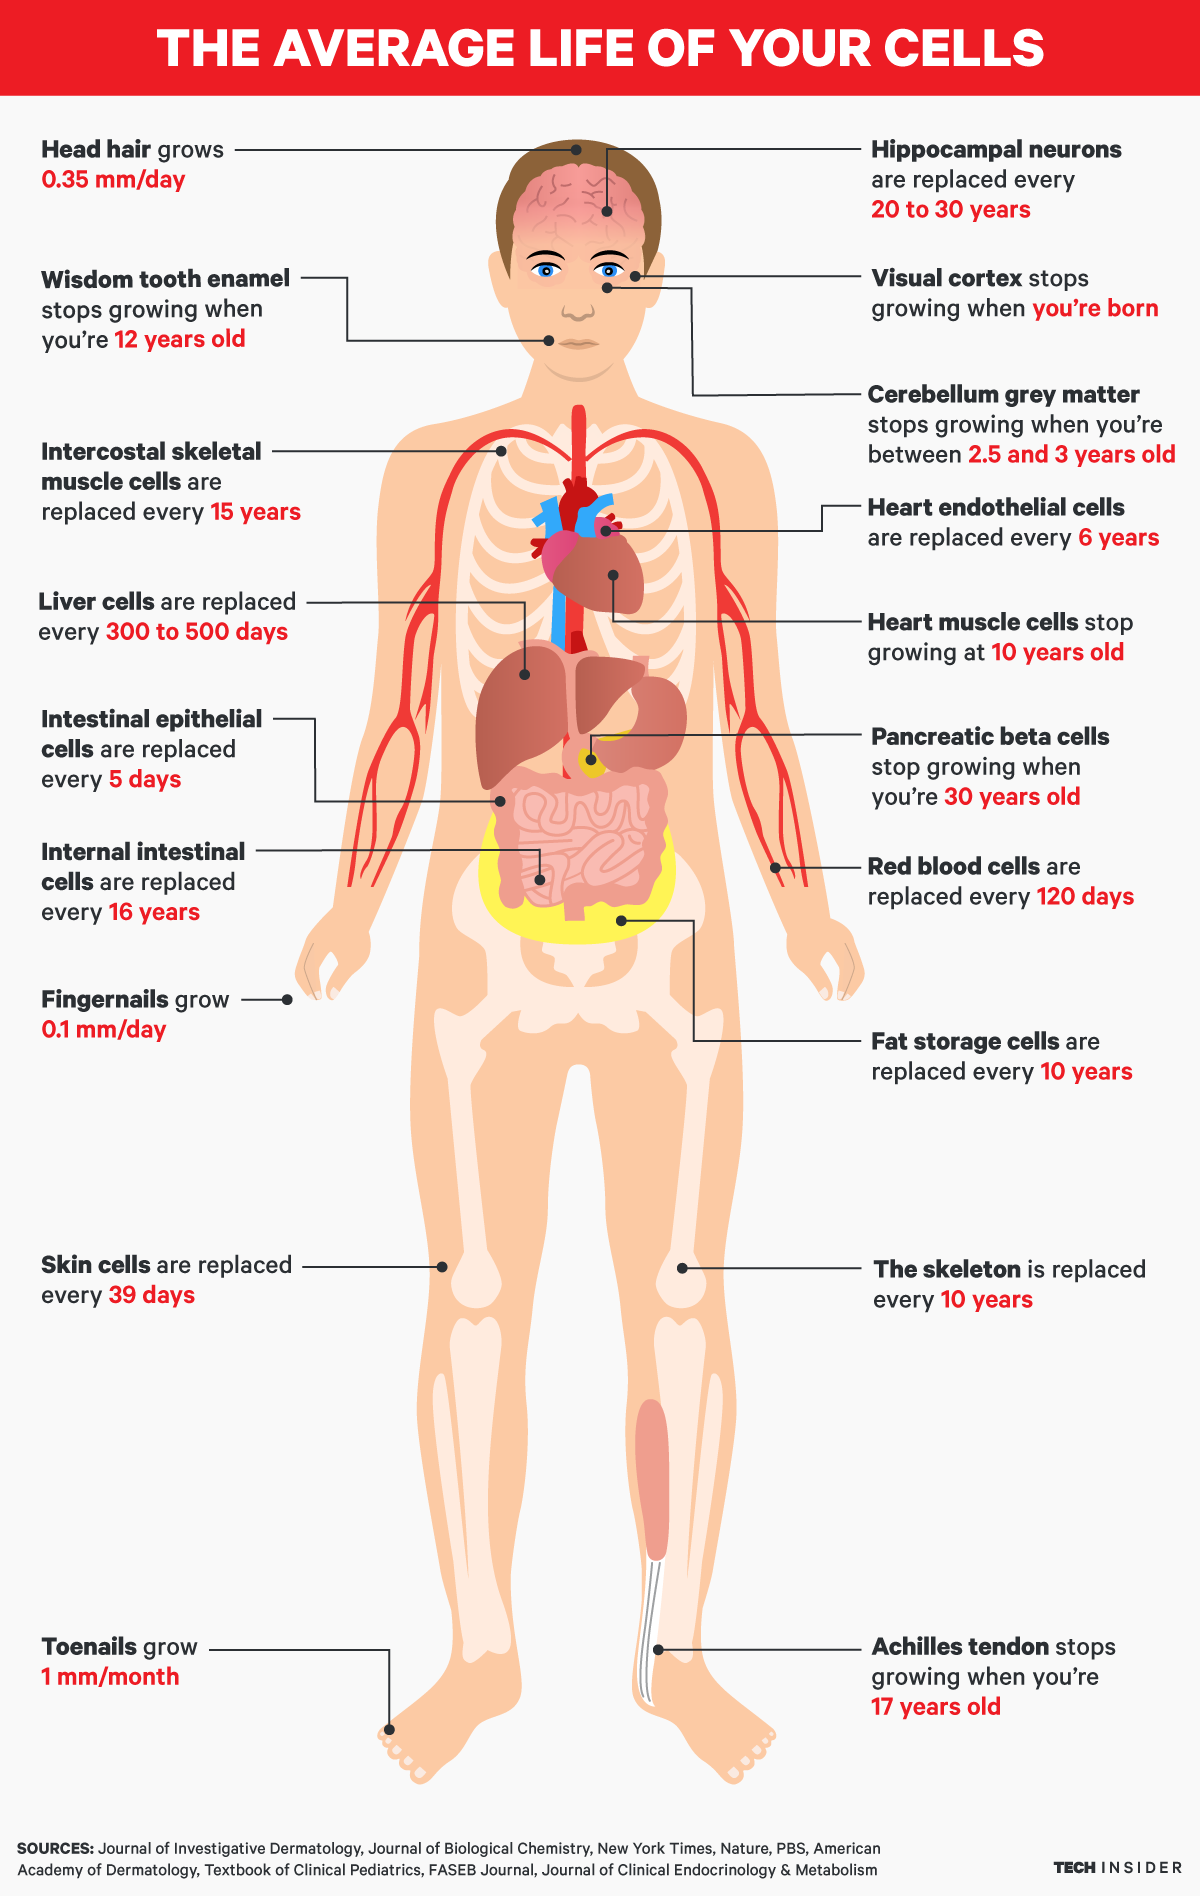 THE AVERAGE LIFE OF YOUR CELLS
Head hair grows
0.35 mm/day
Wisdom tooth enamel
stops growing when
you're 12 years old
Intercostal skeletal
muscle cells are
replaced every 15 years
Liver cells are replaced
every 300 to 500 days
Intestinal epithelial
cells are replaced
every 5 days
Internal intestinal
cells are replaced
every 16 years
Fingernails grow
0.1 mm/day
Skin cells are replaced
every 39 days
Toenails grow
1 mm/month
Hippocampal neurons
are replaced every
20 to 30 years
Visual cortex stops
growing when you're born
Cerebellum grey matter
stops growing when you're
between 2.5 and 3 years old
Heart endothelial cells
are replaced every 6 years
Heart muscle cells stop
growing at 10 years old
Pancreatic beta cells
stop growing when
you're 30 years old
Red blood cells are
replaced every 120 days
Fat storage cells are
replaced every 10 years
The skeleton is replaced
every 10 years
Achilles tendon stops
growing when you're
17 years old
SOURCES: Journal of Investigative Dermatology, Journal of Biological Chemistry, New York Times, Nature, PBS, American
Academy of Dermatology, Textbook of Clinical Pediatrics, FASEB Journal, Journal of Clinical Endocrinology & Metabolism
TECH INSIDER